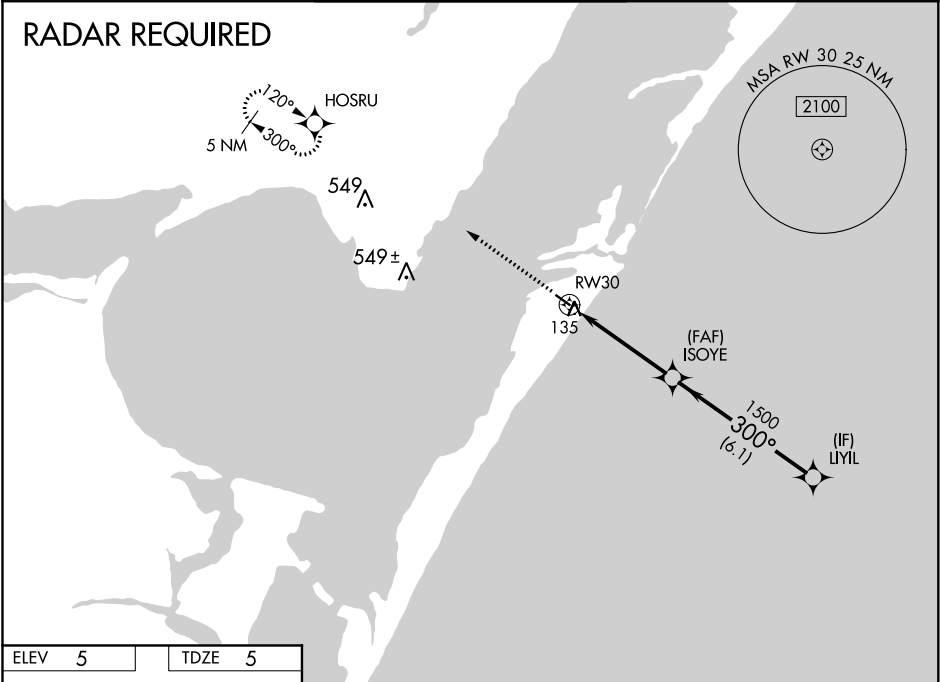 RADAR REQUIRED
MSA RW 30 25 NM
2100
120°
HOSRU
300°
5 NM
549
549 ±
RW30
135
(FAF)
ISOYE
1500
300°
(6.1)
(IF)
LIYIL
ELEV 5
TDZE 5